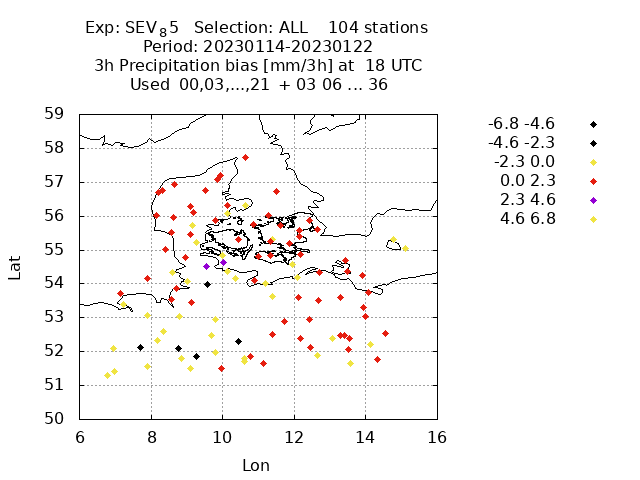 Exp: SEV85 Selection: ALL 104 stations
Period: 20230114-20230122
3h Precipitation bias [mm/3h] at 18 UTC
Used 00,03,...,21 + 03 06 ... 36
-6.8 -4.6
-4.6 -2.3
-2.3 0.0
0.0 2.3
2.3 4.6
4.6 6.8
59
58
57
56
55
54
53
52
51
50
Lat
6 8 10 12 14 16
Lon